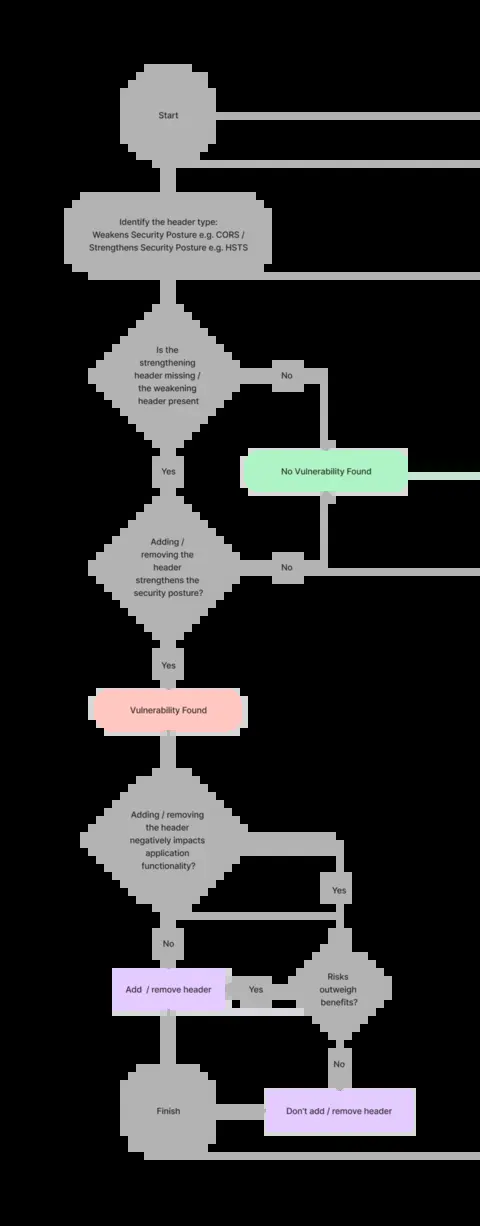 Start
Identify the header type:
Weakens Security Posture e.g. CORS /
Strengthens Security Posture e.g. HSTS
Is the
strengthening
header missing /
the weakening
header present
No
No Vulnerability Found
Yes
Adding /
removing the
header
strengthens the
security posture?
No
Yes
Vulnerability Found
Adding / removing
the header
negatively impacts
application
functionality?
Yes
No
Risks
outweigh
benefits?
Yes
Add / remove header
No
Don't add / remove header
Finish